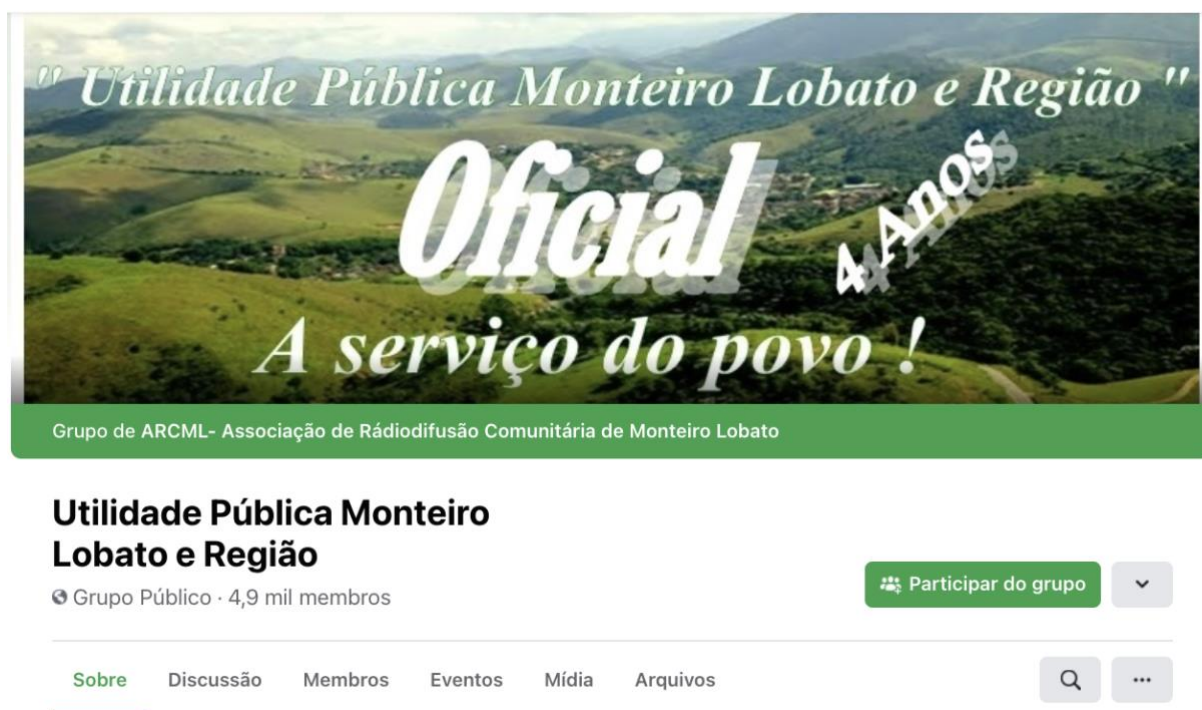 " Utilidade Pública Monteiro Lobato e Região "
Oficial
4 Anos
A serviço do povo !
Grupo de ARCML- Associação de Rádiodifusão Comunitária de Monteiro Lobato
Utilidade Pública Monteiro
Lobato e Região
Grupo Público · 4,9 mil membros
Participar do grupo
Sobre Discussão Membros Eventos Mídia Arquivos